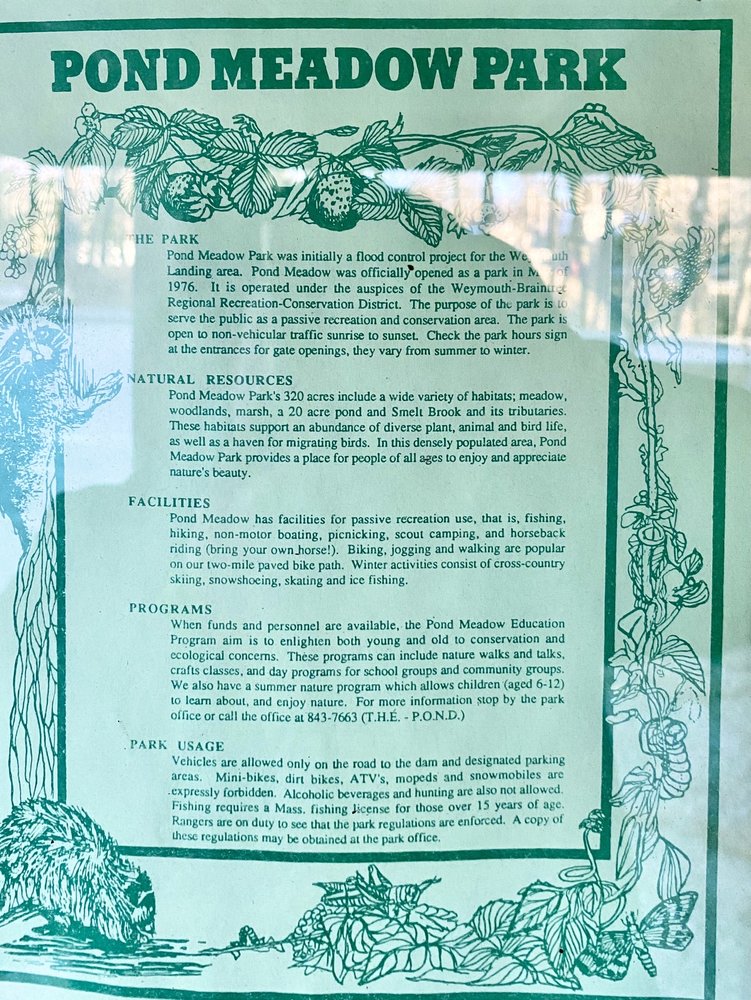 POND MEADOW PARK
THE PARK
Pond Meadow Park was initially a flood control project for the Weymouth
Landing area. Pond Meadow was officially opened as a park in of
1976. It is operated under the auspices of the Weymouth-Braintree
Regional Recreation-Conservation District. The purpose of the park is to
serve the public as a passive recreation and conservation area. The park is
open to non-vehicular traffic sunrise to sunset. Check the park hours sign
at the entrances for gate openings, they vary from summer to winter.
NATURAL RESOURCES
Pond Meadow Park's 320 acres include a wide variety of habitats; meadow,
woodlands, marsh, a 20 acre pond and Smelt Brook and its tributaries.
These habitats support an abundance of diverse plant, animal and bird life,
as well as a haven for migrating birds. In this densely populated area, Pond
Meadow Park provides a place for people of all ages to enjoy and appreciate
nature's beauty.
FACILITIES
Pond Meadow has facilities for passive recreation use, that is, fishing,
hiking, non-motor boating, picnicking, scout camping, and horseback
riding (bring your own horse!). Biking, jogging and walking are popular
on our two-mile paved bike path. Winter activities consist of cross-country
skiing, snowshoeing, skating and ice fishing.
PROGRAMS
When funds and personnel are available, the Pond Meadow Education
Program aim is to enlighten both young and old to conservation and
ecological concerns. These programs can include nature walks and talks,
crafts classes, and day programs for school groups and community groups.
We also have a summer nature program which allows children (aged 6-12)
to learn about, and enjoy nature. For more information stop by the park
office or call the office at 843-7663 (T.H.E. - P.O.N.D.)
PARK USAGE
Vehicles are allowed only on the road to the dam and designated parking
areas. Mini-bikes, dirt bikes, ATV's, mopeds and snowmobiles are
expressly forbidden. Alcoholic beverages and hunting are also not allowed.
Fishing requires a Mass. fishing license for those over 15 years of age.
Rangers are on duty to see that the park regulations are enforced. A copy of
these regulations may be obtained at the park office.